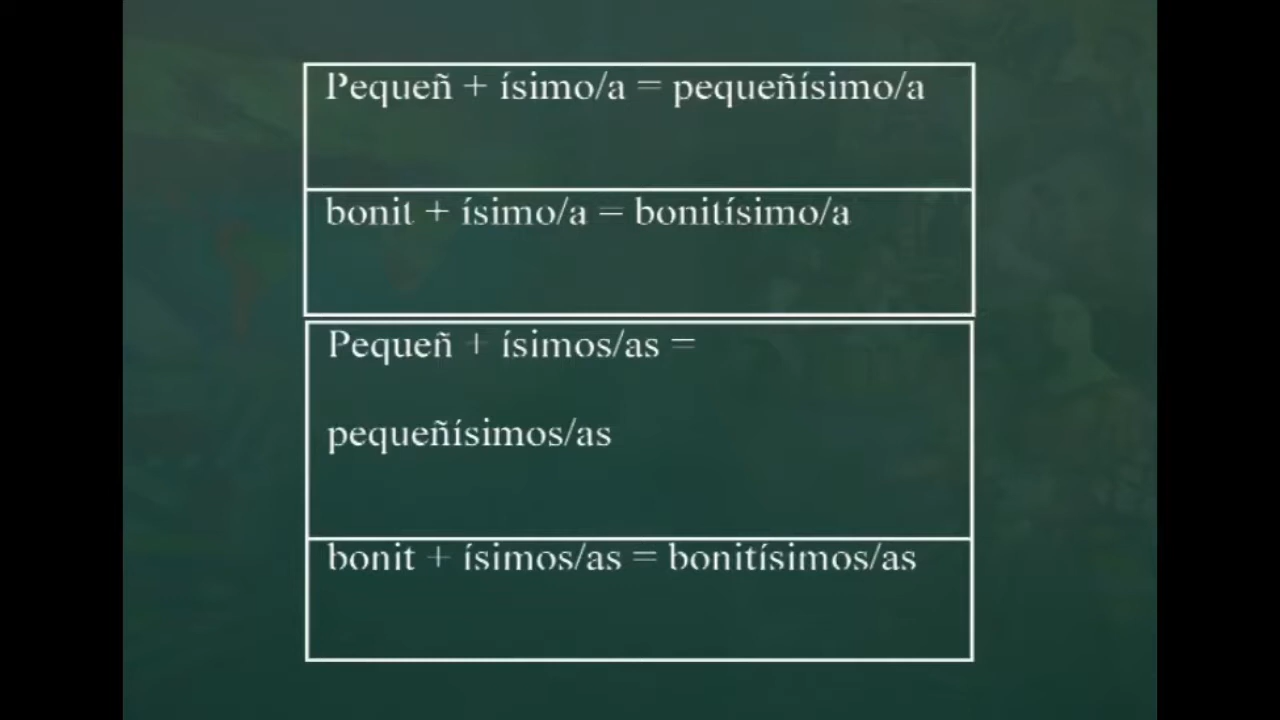 Pequeñ + ísimo/a = pequeñísimo/a
bonit + ísimo/a = bonitísimo/a
Pequeñ + ísimos/as =
pequeñísimos/as
bonit + ísimos/as = bonitísimos/as